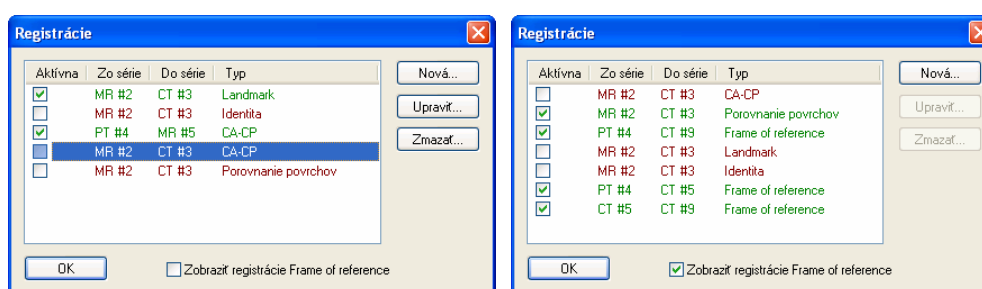 Registrácie
Aktívna Zo série Do série Typ
MR #2 CT #3 Landmark
MR #2 CT #3 Identita
PT #4 MR #5 CA-CP
MR #2 CT #3 CA-CP
MR #2 CT #3 Porovnanie povrchov
Nová...
Upraviť...
Zmazať...
OK
Zobraziť registrácie Frame of reference
Registrácie
Aktívna Zo série Do série Typ
MR #2 CT #3 CA-CP
MR #2 CT #3 Porovnanie povrchov
PT #4 CT #9 Frame of reference
MR #2 CT #3 Landmark
MR #2 CT #3 Identita
PT #4 CT #5 Frame of reference
CT #5 CT #9 Frame of reference
Nová...
Upraviť...
Zmazať...
OK
Zobraziť registrácie Frame of reference